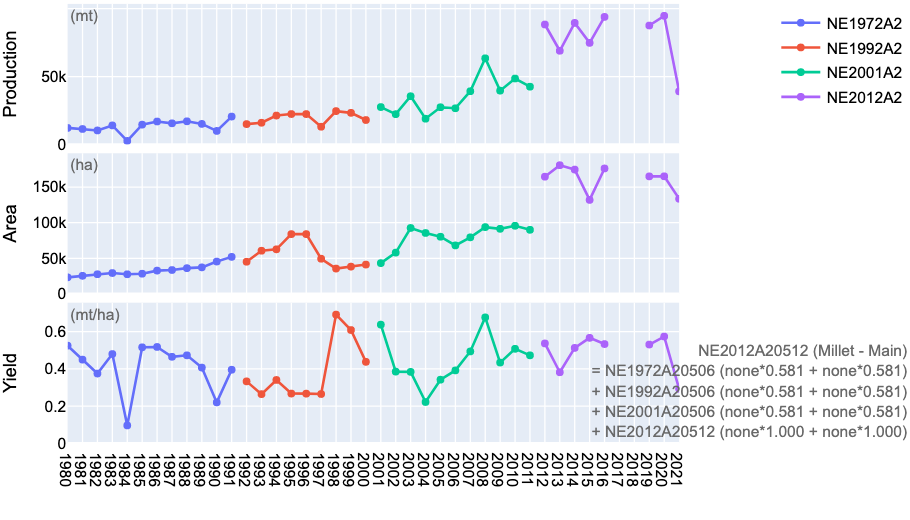 (mt)
Production
50k
0
NE1972A2
NE1992A2
NE2001A2
NE2012A2
(ha)
Area
150k
100k
50k
0
(mt/ha)
Yield
0.6
0.4
0.2
0
NE2012A20512 (Millet - Main)
= NE1972A20506 (none*0.581 + none*0.581)
+ NE1992A20506 (none*0.581 + none*0.581)
+ NE2001A20506 (none*0.581 + none*0.581)
+ NE2012A20512 (none*1.000 + none*1.000)
1980
1981
1982
1983
1984
1985
1986
1987
1988
1989
1990
1991
1992
1993
1994
1995
1996
1997
1998
1999
2000
2001
2002
2003
2004
2005
2006
2007
2008
2009
2010
2011
2012
2013
2014
2015
2016
2017
2018
2019
2020
2021